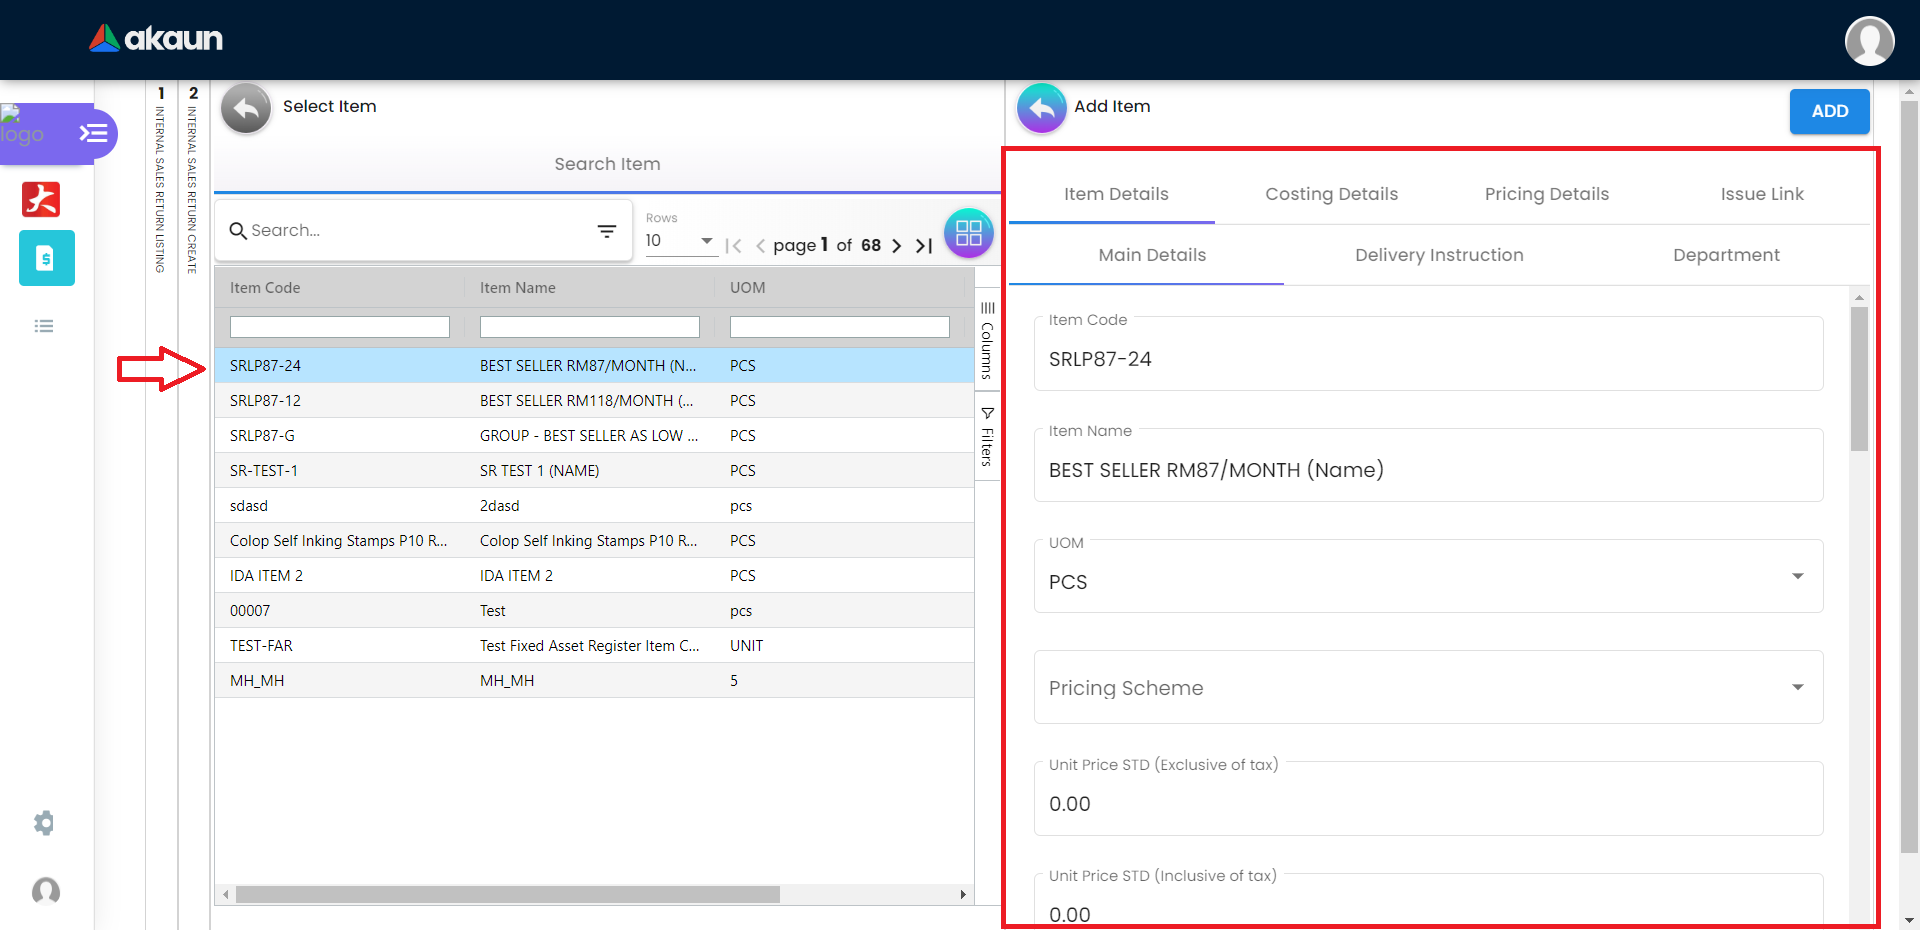 akaun
logo
1 INTERNAL SALES RETURN LISTING
2 INTERNAL SALES RETURN CREATE
Select Item
Search Item
Search...
Rows
10
page 1 of 68
Item Code Item Name UOM
SRLP87-24 BEST SELLER RM87/MONTH (N... PCS
SRLP87-12 BEST SELLER RM118/MONTH (... PCS
SRLP87-G GROUP - BEST SELLER AS LOW ... PCS
SR-TEST-1 SR TEST 1 (NAME) PCS
sdasd 2dasd pcs
Colop Self Inking Stamps P10 R... Colop Self Inking Stamps P10 R... PCS
IDA ITEM 2 IDA ITEM 2 PCS
00007 Test pcs
TEST-FAR Test Fixed Asset Register Item C... UNIT
MH_MH MH_MH 5
Columns
Filters
Add Item
ADD
Item Details Costing Details Pricing Details Issue Link
Main Details Delivery Instruction Department
Item Code
SRLP87-24
Item Name
BEST SELLER RM87/MONTH (Name)
UOM
PCS
Pricing Scheme
Unit Price STD (Exclusive of tax)
0.00
Unit Price STD (Inclusive of tax)
0.00